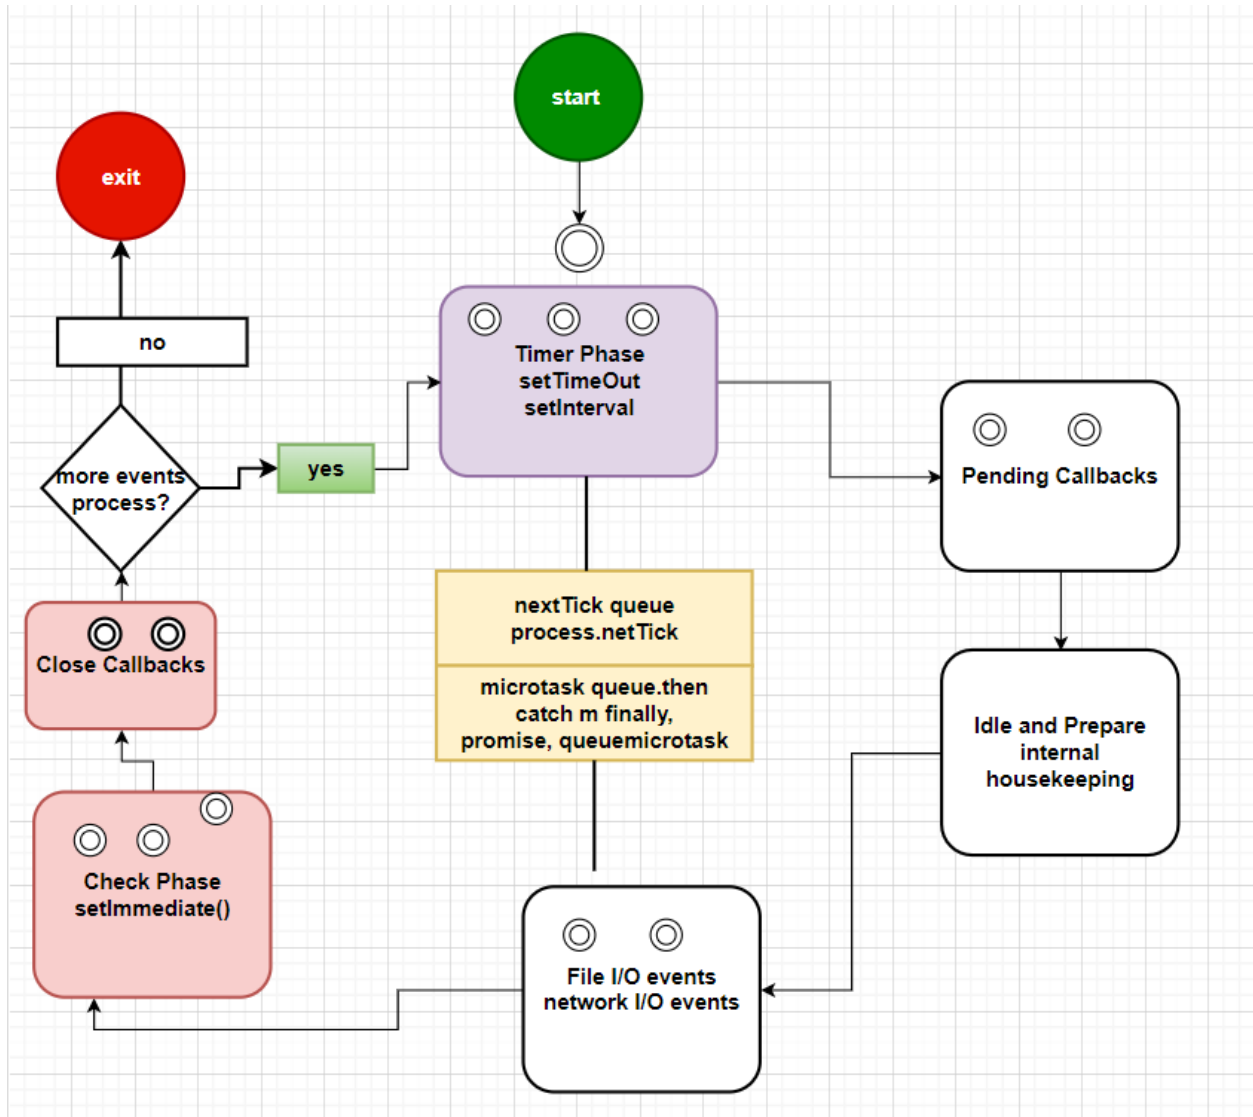 start
exit
no
Timer Phase
setTimeOut
setInterval
more events
process?
yes
Pending Callbacks
nextTick queue
process.netTick
microtask queue.then
catch m finally,
promise, queuemicrotask
Close Callbacks
Idle and Prepare
internal
housekeeping
Check Phase
setImmediate()
File I/O events
network I/O events